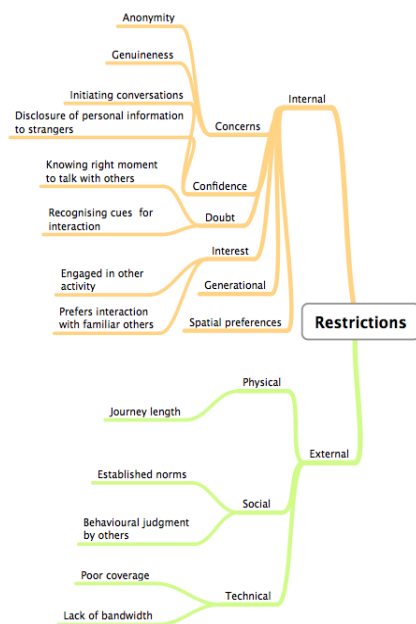 Anonymity
Genuineness
Initiating conversations
Disclosure of personal information
to strangers
Knowing right moment
to talk with others
Recognising cues for
interaction
Engaged in other
activity
Prefers interaction
with familiar others
Concerns
Confidence
Doubt
Interest
Generational
Spatial preferences
Internal
Restrictions
Journey length
Established norms
Behavioural judgment
by others
Poor coverage
Lack of bandwidth
Physical
Social
Technical
External